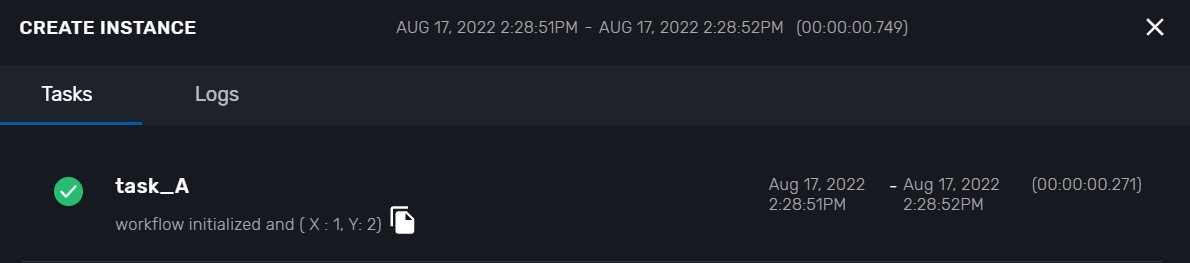 CREATE INSTANCE AUG 17, 2022 2:28:51PM - AUG 17, 2022 2:28:52PM (00:00:00.749)
Tasks Logs
task_A Aug 17, 2022 - Aug 17, 2022 (00:00:00.271)
2:28:51PM 2:28:52PM
workflow initialized and ( X : 1, Y: 2)